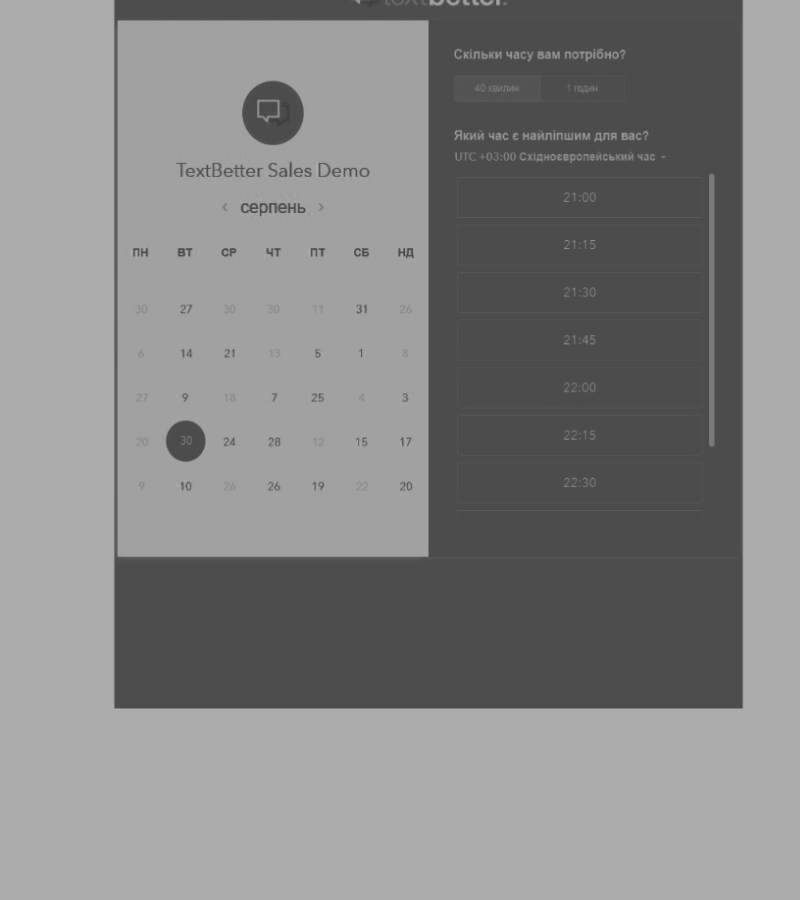 textbetter.
TextBetter Sales Demo
‹ серпень ›
ПН ВТ СР ЧТ ПТ СБ НД
30 27 30 30 11 31 26
6 14 21 13 5 1 8
27 9 18 7 25 4 3
20 30 24 28 12 15 17
9 10 26 26 19 22 20
Скільки часу вам потрібно?
40 хвилин 1 годин
Який час є найліпшим для вас?
UTC +03:00 Східноєвропейський час
21:00
21:15
21:30
21:45
22:00
22:15
22:30